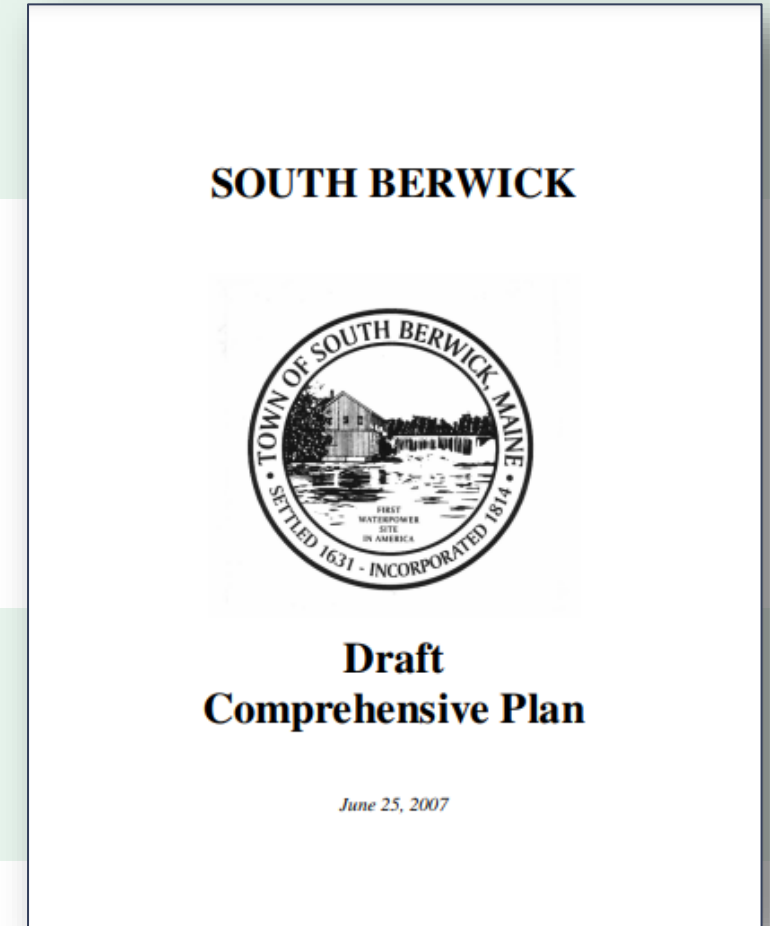 SOUTH BERWICK
• TOWN OF SOUTH BERWICK, MAINE •
SETTLED 1631 - INCORPORATED 1814
FIRST
WATERPOWER
SITE
IN AMERICA
Draft
Comprehensive Plan
June 25, 2007